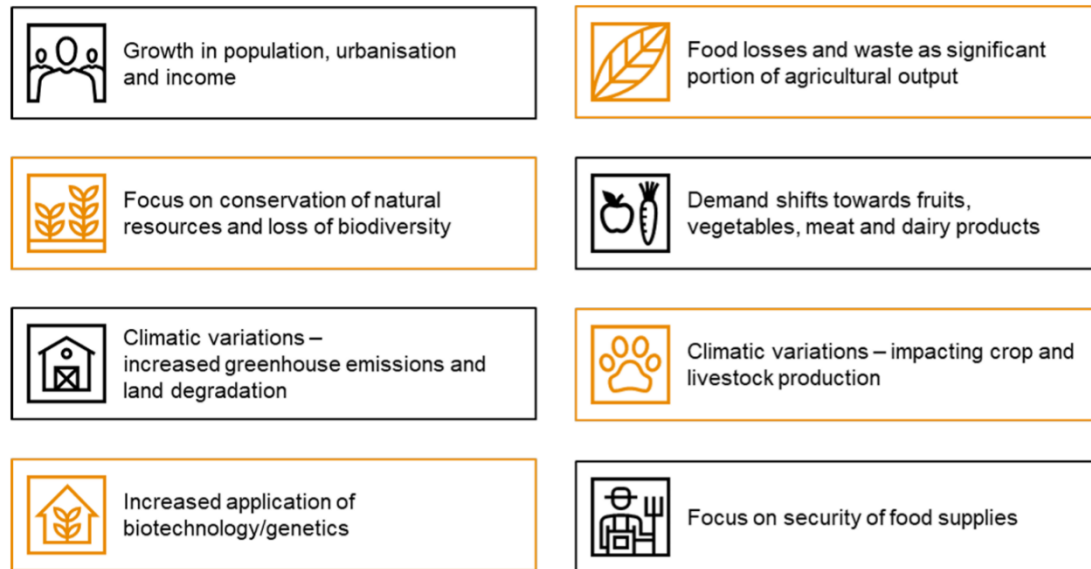 Growth in population, urbanisation
and income
Food losses and waste as significant
portion of agricultural output
Focus on conservation of natural
resources and loss of biodiversity
Demand shifts towards fruits,
vegetables, meat and dairy products
Climatic variations –
increased greenhouse emissions and
land degradation
Climatic variations – impacting crop and
livestock production
Increased application of
biotechnology/genetics
Focus on security of food supplies